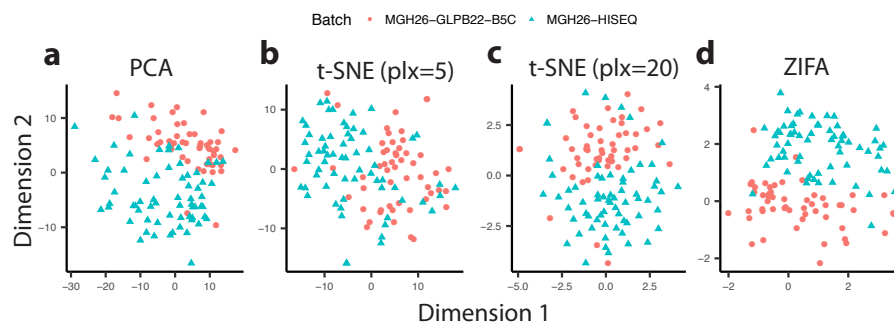 Batch MGH26−GLPB22−B5C MGH26−HISEQ
a b c d
PCA t-SNE (plx=5) t-SNE (plx=20) ZIFA
Dimension 2
10
0
−10
−30 −20 −10 0 10
10
0
−10
−10 0 10
2.5
0.0
−2.5
−5.0 −2.5 0.0 2.5
4
2
0
−2
−2 0 2
Dimension 1